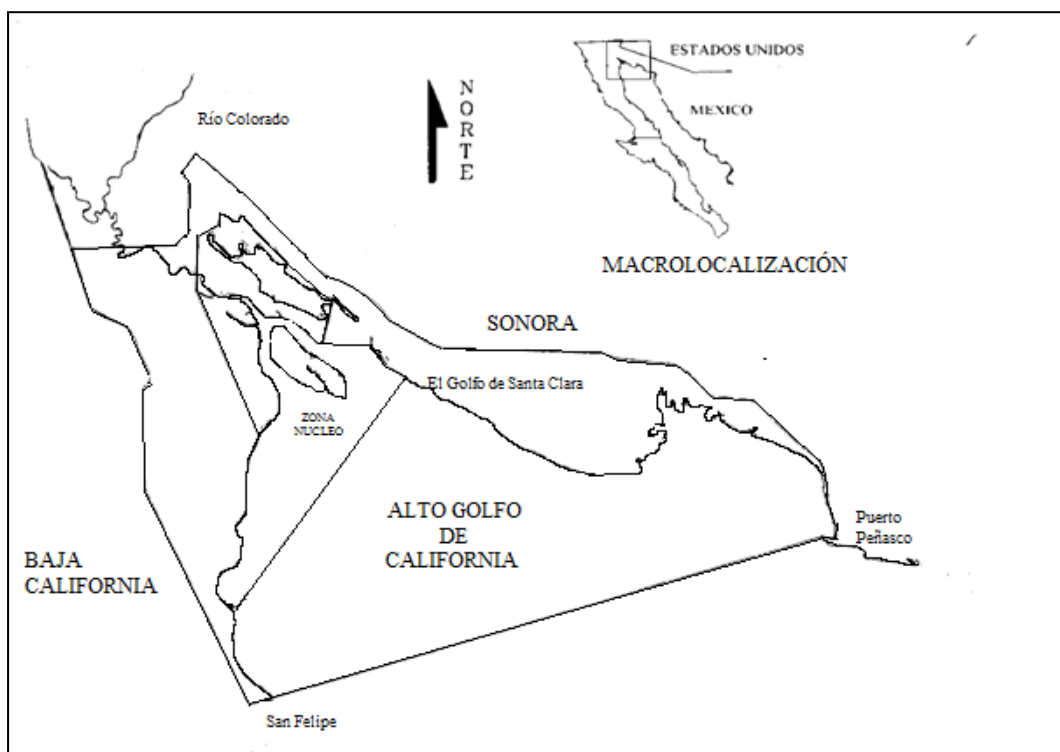 ESTADOS UNIDOS
MEXICO
MACROLOCALIZACIÓN
NORTE
Río Colorado
SONORA
El Golfo de Santa Clara
ZONA
NUCLEO
ALTO GOLFO
DE
CALIFORNIA
Puerto
Peñasco
BAJA
CALIFORNIA
San Felipe